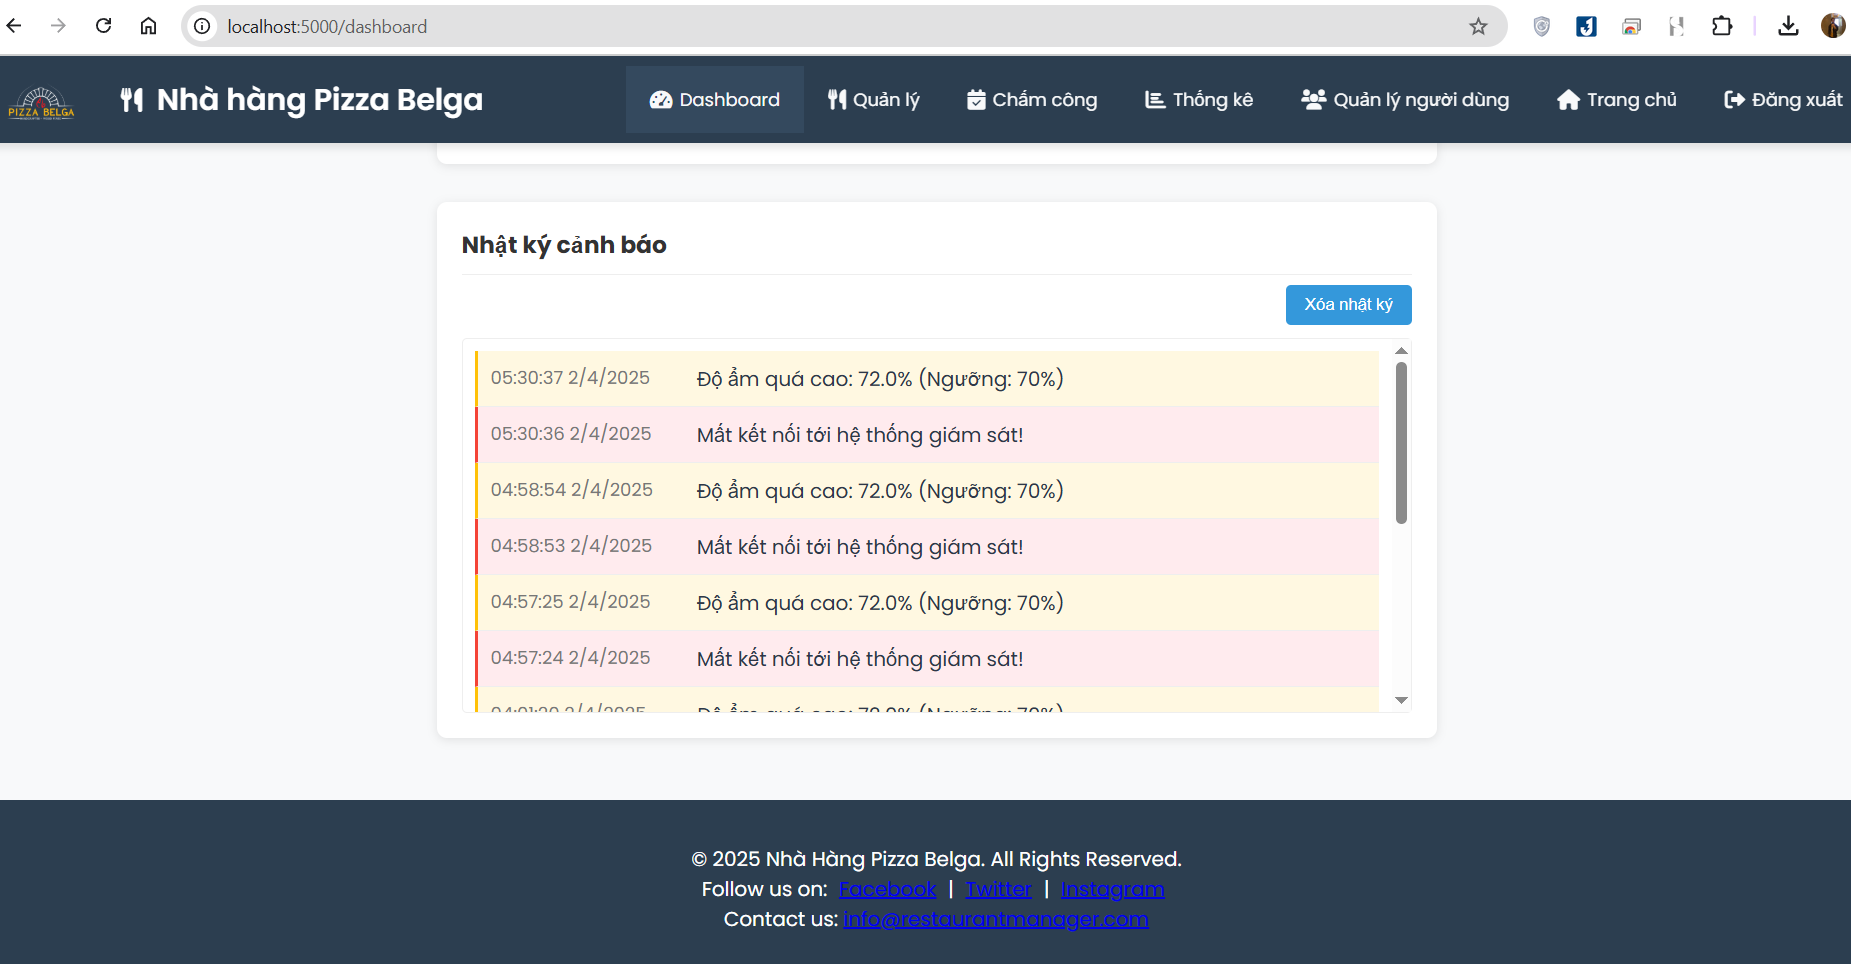 localhost:5000/dashboard
PIZZA BELGA
Nhà hàng Pizza Belga
Dashboard
Quản lý
Chấm công
Thống kê
Quản lý người dùng
Trang chủ
Đăng xuất
Nhật ký cảnh báo
Xóa nhật ký
05:30:37 2/4/2025 Độ ẩm quá cao: 72.0% (Ngưỡng: 70%)
05:30:36 2/4/2025 Mất kết nối tới hệ thống giám sát!
04:58:54 2/4/2025 Độ ẩm quá cao: 72.0% (Ngưỡng: 70%)
04:58:53 2/4/2025 Mất kết nối tới hệ thống giám sát!
04:57:25 2/4/2025 Độ ẩm quá cao: 72.0% (Ngưỡng: 70%)
04:57:24 2/4/2025 Mất kết nối tới hệ thống giám sát!
© 2025 Nhà Hàng Pizza Belga. All Rights Reserved.
Follow us on: Facebook | Twitter | Instagram
Contact us: info@restaurantmanager.com